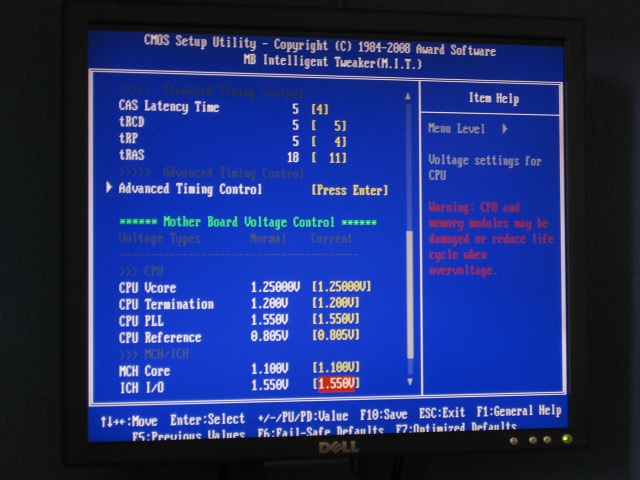 CMOS Setup Utility - Copyright (C) 1984-2008 Award Software
MB Intelligent Tweaker(M.I.T.)
>>>>> Standard Timing Control
CAS Latency Time 5 [4]
tRCD 5 [ 5]
tRP 5 [ 4]
tRAS 18 [ 11]
>>>>> Advanced Timing Control
Advanced Timing Control [Press Enter]
****** Mother Board Voltage Control ******
Voltage Types Normal Current
>>> CPU
CPU Vcore 1.25000V [1.25000V]
CPU Termination 1.200V [1.200V]
CPU PLL 1.550V [1.550V]
CPU Reference 0.805V [0.805V]
>>> MCH/ICH
MCH Core 1.100V [1.100V]
ICH I/O 1.550V [1.550V]
Item Help
Menu Level
Voltage settings for
CPU
Warning: CPU and
memory modules may be
damaged or reduce life
cycle when
overvoltage.
↑↓→←:Move Enter:Select +/-/PU/PD:Value F10:Save ESC:Exit F1:General Help
F5:Previous Values F6:Fail-Safe Defaults F7:Optimized Defaults
DELL